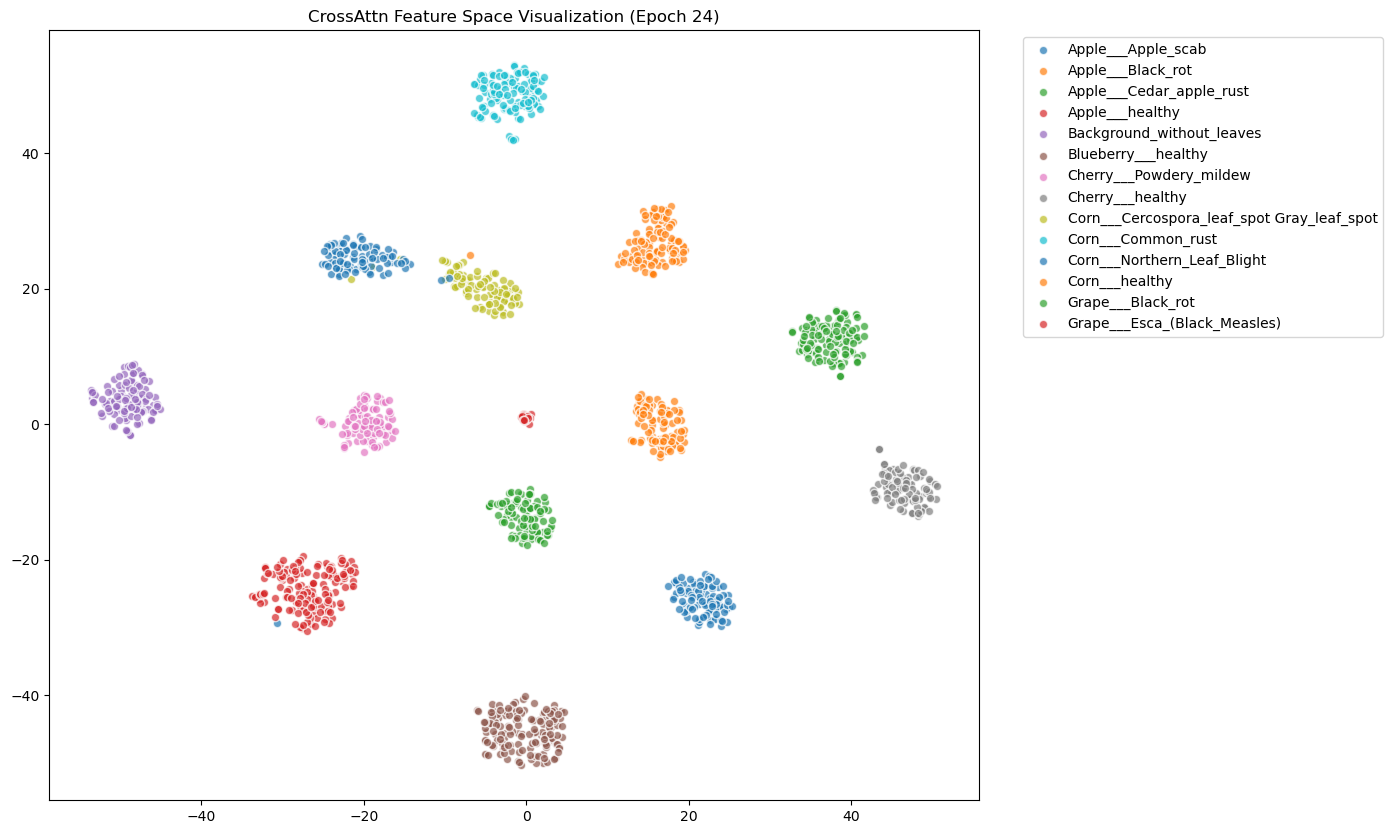 CrossAttn Feature Space Visualization (Epoch 24)
Apple___Apple_scab
Apple___Black_rot
Apple___Cedar_apple_rust
Apple___healthy
Background_without_leaves
Blueberry___healthy
Cherry___Powdery_mildew
Cherry___healthy
Corn___Cercospora_leaf_spot Gray_leaf_spot
Corn___Common_rust
Corn___Northern_Leaf_Blight
Corn___healthy
Grape___Black_rot
Grape___Esca_(Black_Measles)
40
20
0
−20
−40
−40
−20
0
20
40